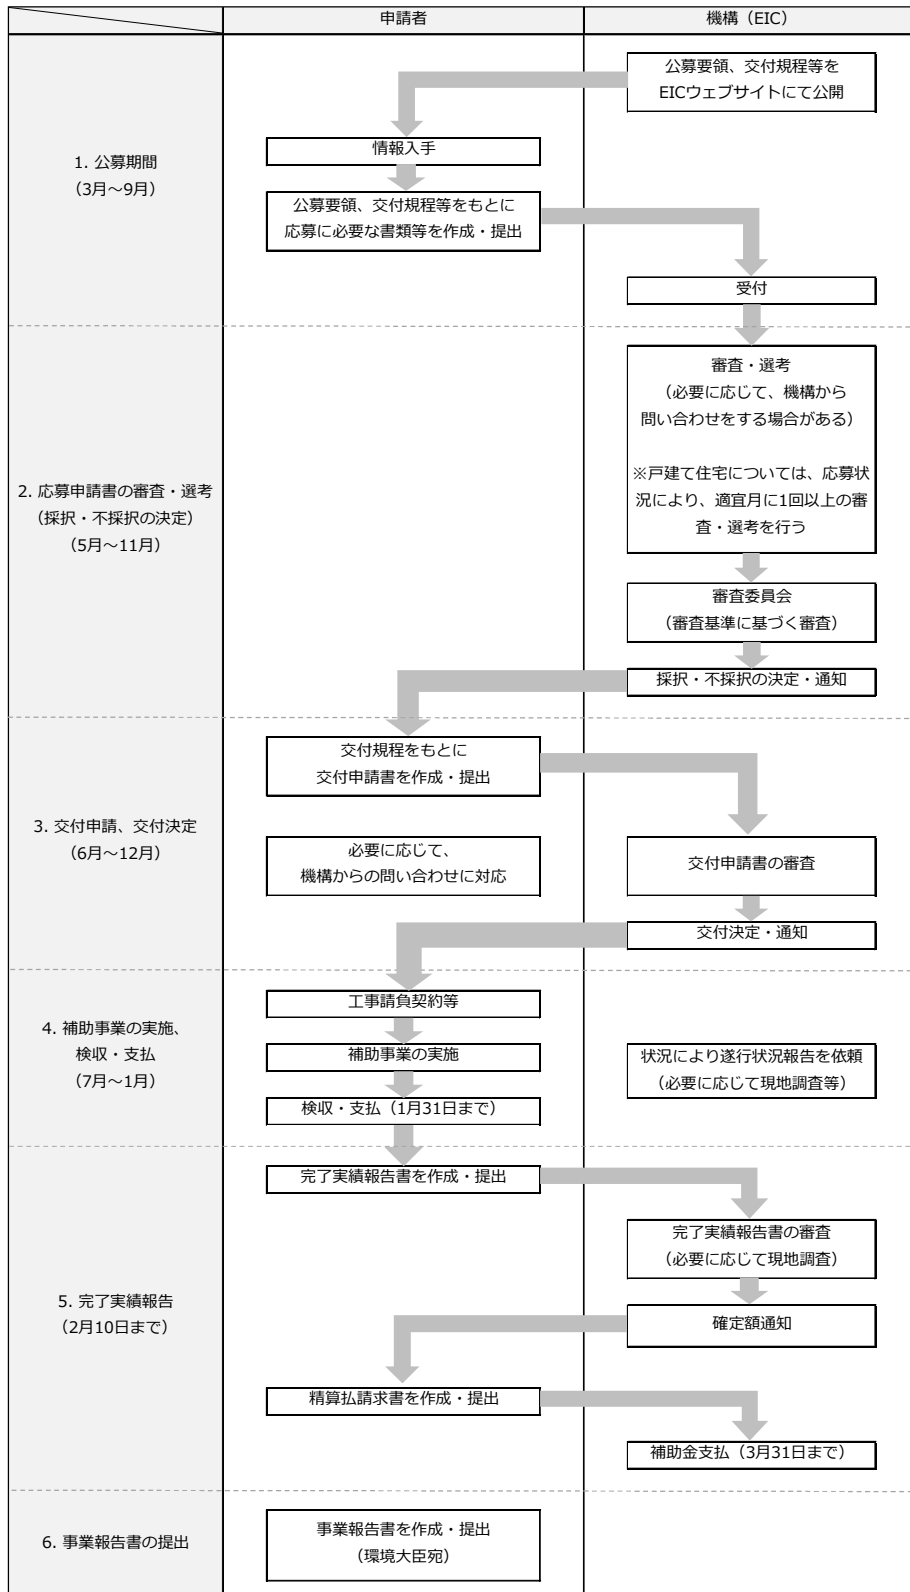 申請者
機構（EIC）
1. 公募期間
（3月～9月）
公募要領、交付規程等を
EICウェブサイトにて公開
情報入手
公募要領、交付規程等をもとに
応募に必要な書類等を作成・提出
受付
2. 応募申請書の審査・選考
（採択・不採択の決定）
（5月～11月）
審査・選考
（必要に応じて、機構から
問い合わせをする場合がある）
※戸建て住宅については、応募状
況により、適宜月に1回以上の審
査・選考を行う
審査委員会
（審査基準に基づく審査）
採択・不採択の決定・通知
3. 交付申請、交付決定
（6月～12月）
交付規程をもとに
交付申請書を作成・提出
必要に応じて、
機構からの問い合わせに対応
交付申請書の審査
交付決定・通知
4. 補助事業の実施、
検収・支払
（7月～1月）
工事請負契約等
補助事業の実施
検収・支払（1月31日まで）
状況により遂行状況報告を依頼
（必要に応じて現地調査等）
5. 完了実績報告
（2月10日まで）
完了実績報告書を作成・提出
完了実績報告書の審査
（必要に応じて現地調査）
確定額通知
精算払請求書を作成・提出
補助金支払（3月31日まで）
6. 事業報告書の提出
事業報告書を作成・提出
（環境大臣宛）